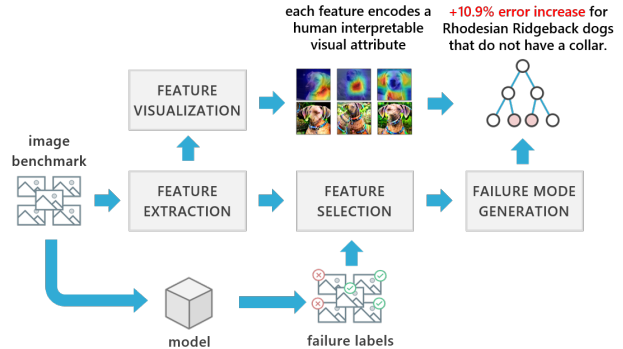 each feature encodes a
human interpretable
visual attribute
+10.9% error increase for
Rhodesian Ridgeback dogs
that do not have a collar.
FEATURE
VISUALIZATION
image
benchmark
FEATURE
EXTRACTION
FEATURE
SELECTION
FAILURE MODE
GENERATION
model
failure labels